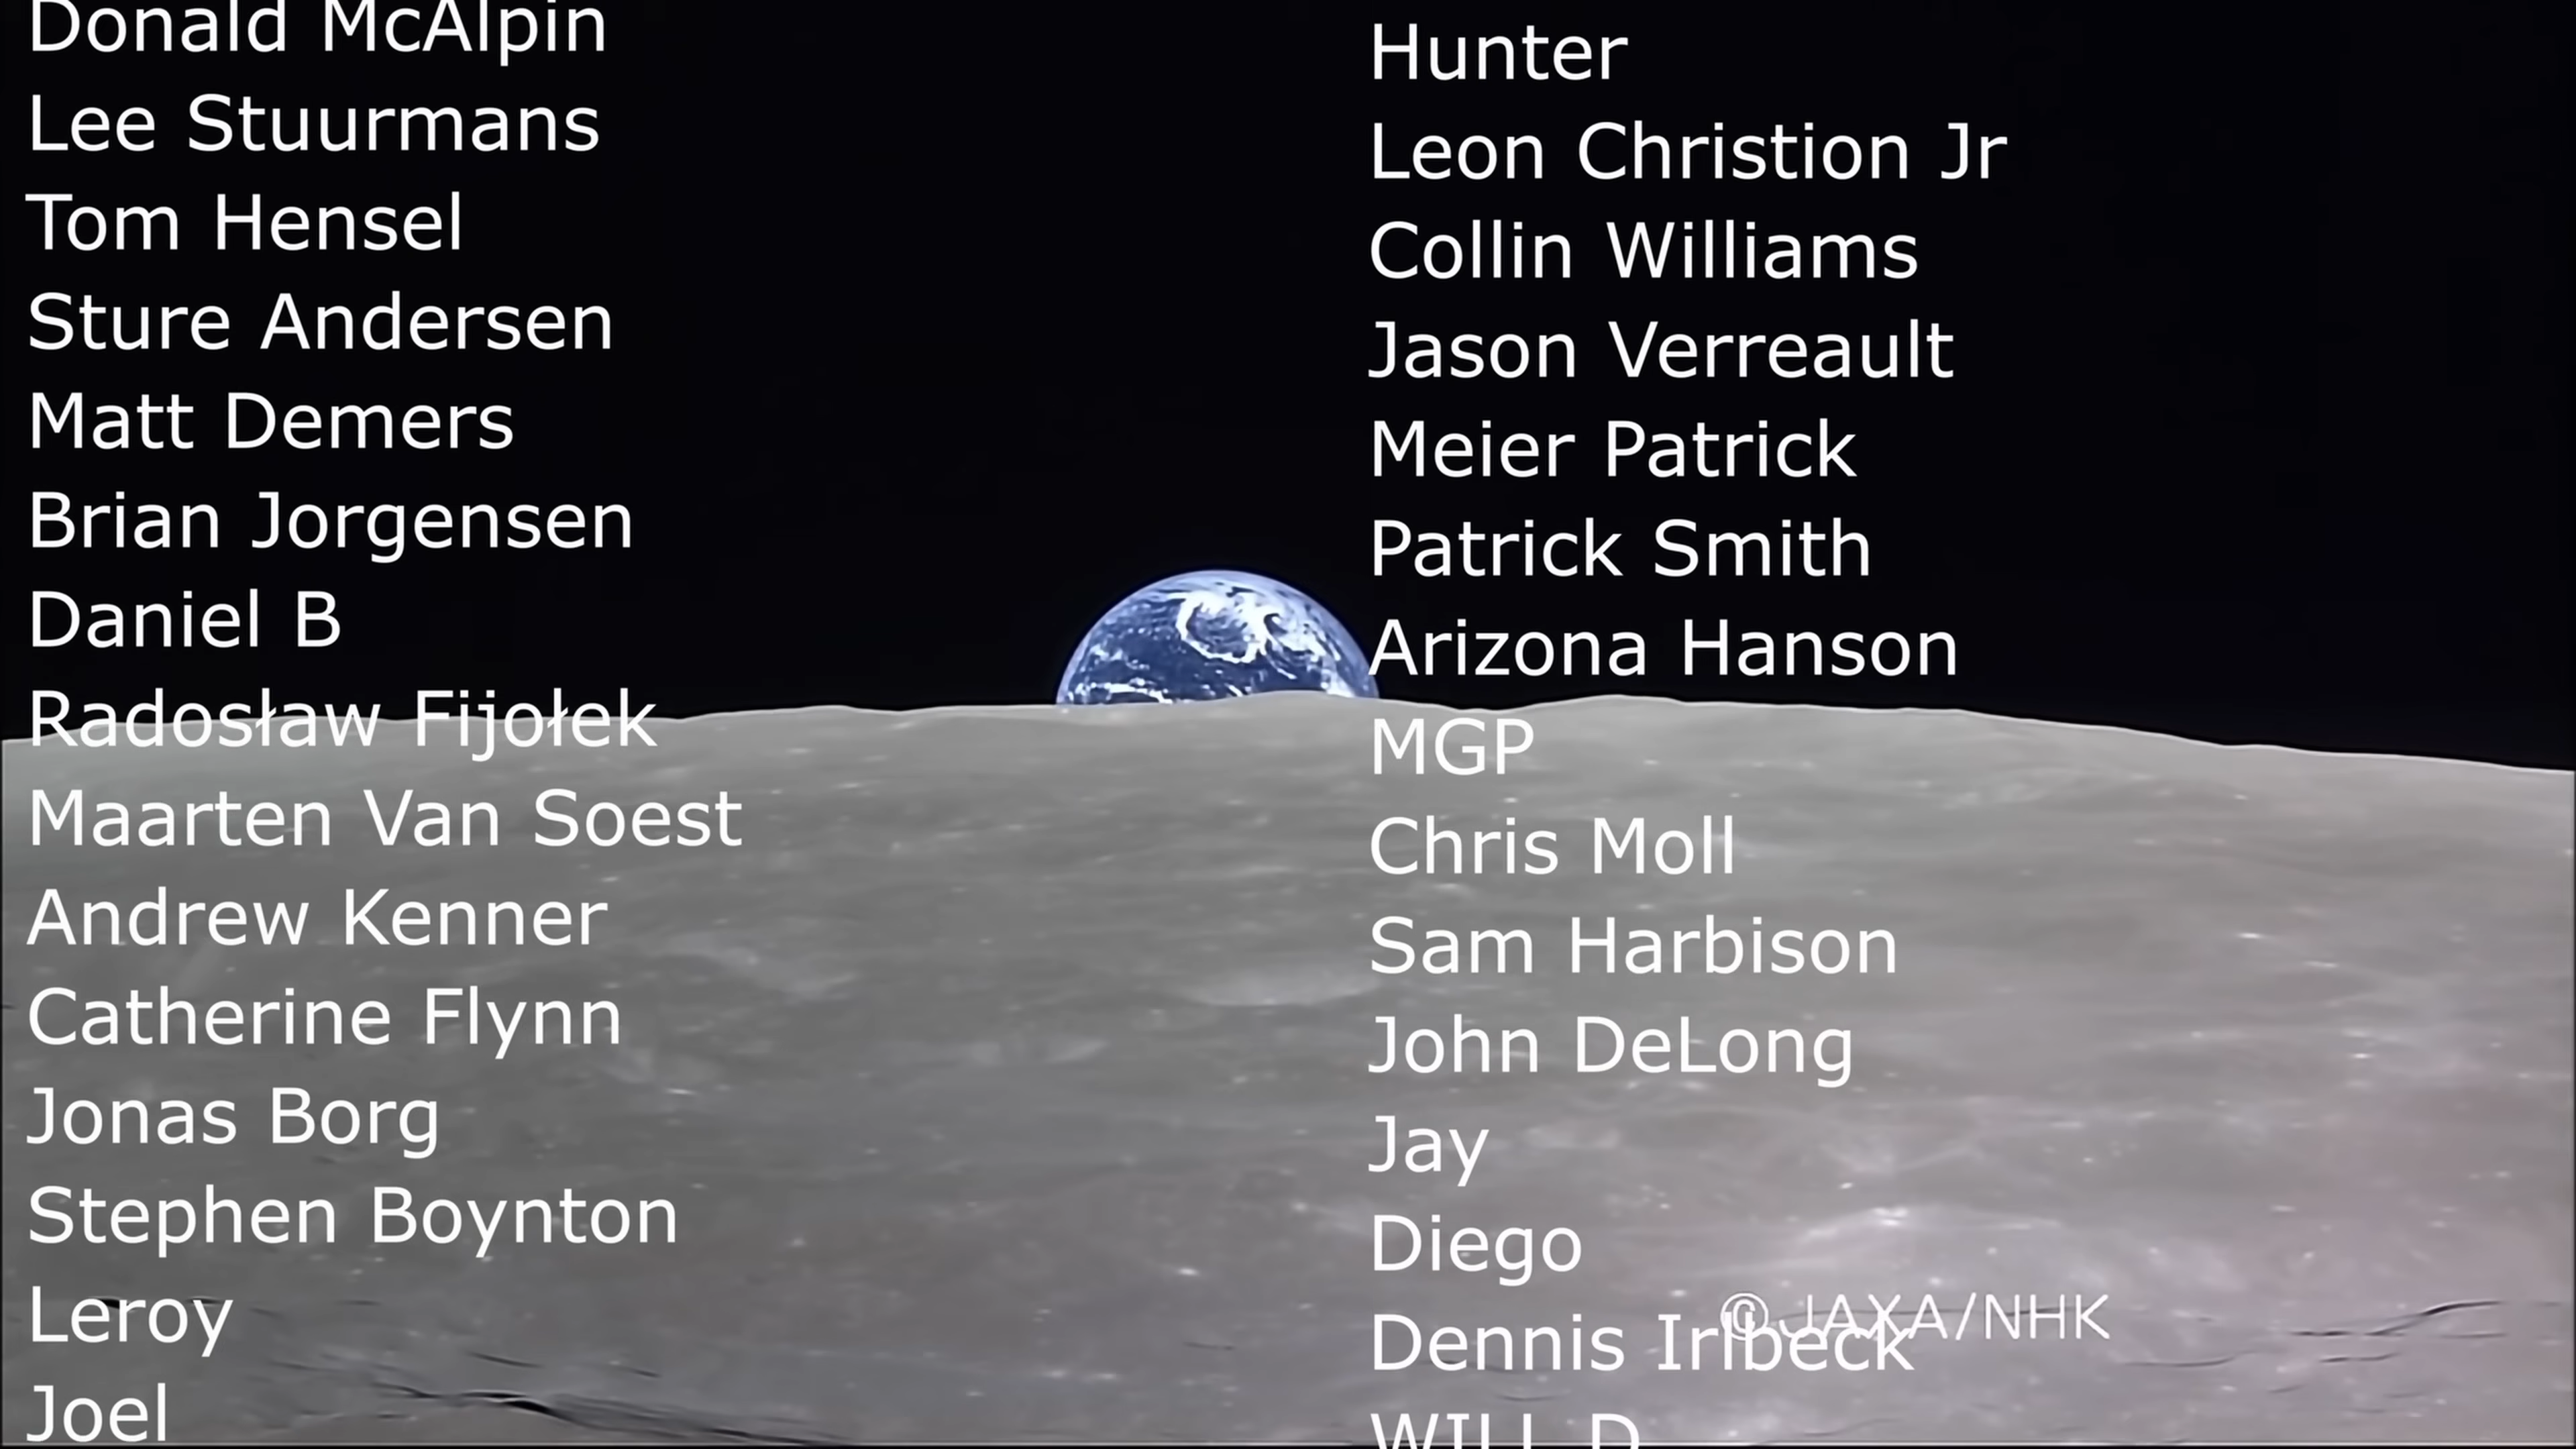 Donald McAlpin
Lee Stuurmans
Tom Hensel
Sture Andersen
Matt Demers
Brian Jorgensen
Daniel B
Radosław Fijołek
Maarten Van Soest
Andrew Kenner
Catherine Flynn
Jonas Borg
Stephen Boynton
Leroy
Joel
Hunter
Leon Christion Jr
Collin Williams
Jason Verreault
Meier Patrick
Patrick Smith
Arizona Hanson
MGP
Chris Moll
Sam Harbison
John DeLong
Jay
Diego
©JAXA/NHK
Dennis Irlbeck
WILL D